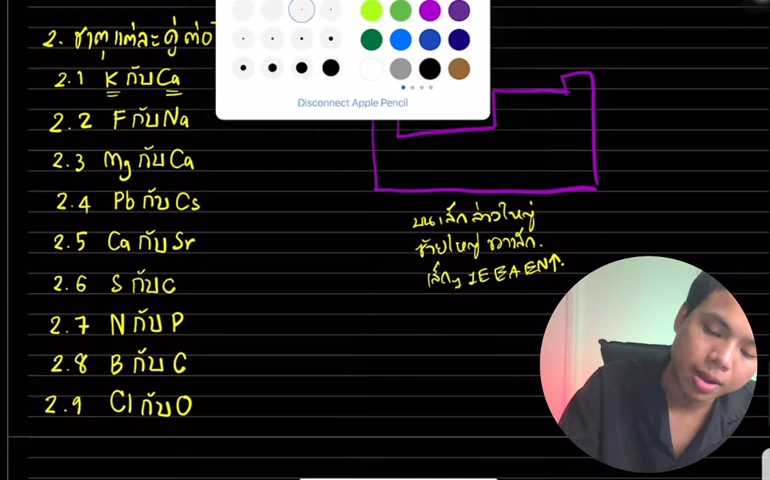 2. ธาตุแต่ละคู่ต่อไ
2.1 K กับ Ca
2.2 F กับ Na
2.3 Mg กับ Ca
2.4 Pb กับ Cs
2.5 Ca กับ Sr
2.6 S กับ C
2.7 N กับ P
2.8 B กับ C
2.9 Cl กับ O
Disconnect Apple Pencil
บนเล็กล่างใหญ่
ซ้ายใหญ่ ขวาเล็ก.
เล็กๆ IE EA EN↑.